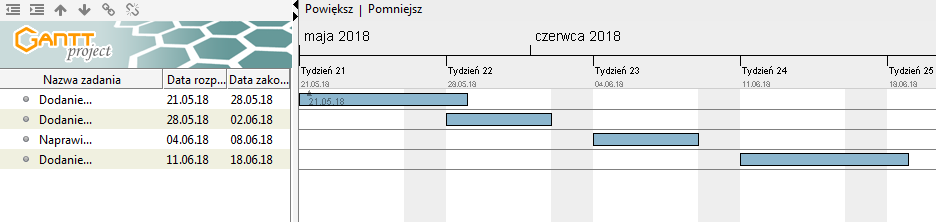 Powiększ | Pomniejsz
GANTT project
maja 2018 czerwca 2018
Tydzień 21 Tydzień 22 Tydzień 23 Tydzień 24 Tydzień 25
21.05.18 28.05.18 04.06.18 11.06.18 18.06.18
Nazwa zadania Data rozp... Data zako...
Dodanie... 21.05.18 28.05.18
21.05.18
Dodanie... 28.05.18 02.06.18
Naprawi... 04.06.18 08.06.18
Dodanie... 11.06.18 18.06.18